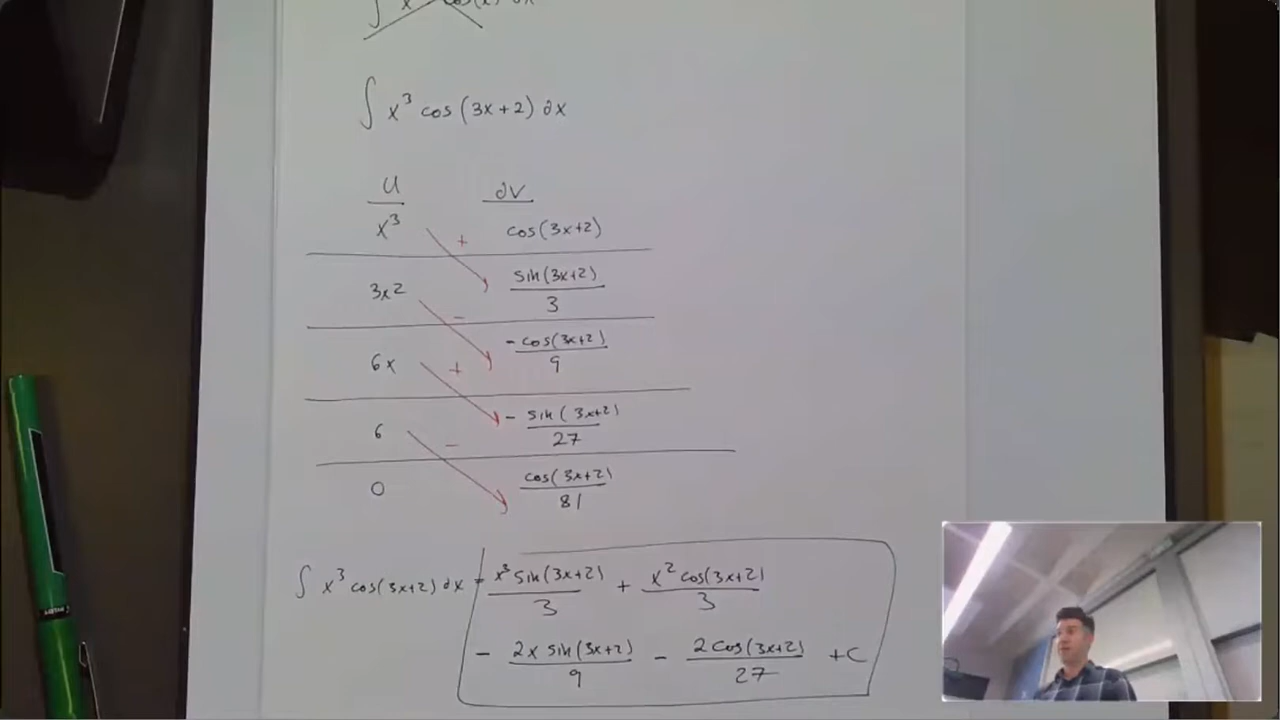 ∫ x³ cos(3x+2) ∂x
u ∂v
x³ + cos(3x+2)
3x2 - sin(3x+2)/3
6x + -cos(3x+2)/9
6 - - sin(3x+2)/27
0 cos(3x+2)/81
∫ x³ cos(3x+2) ∂x = x³ sin(3x+2)/3 + x² cos(3x+2)/3
- 2x sin(3x+2)/9 - 2cos(3x+2)/27 +C